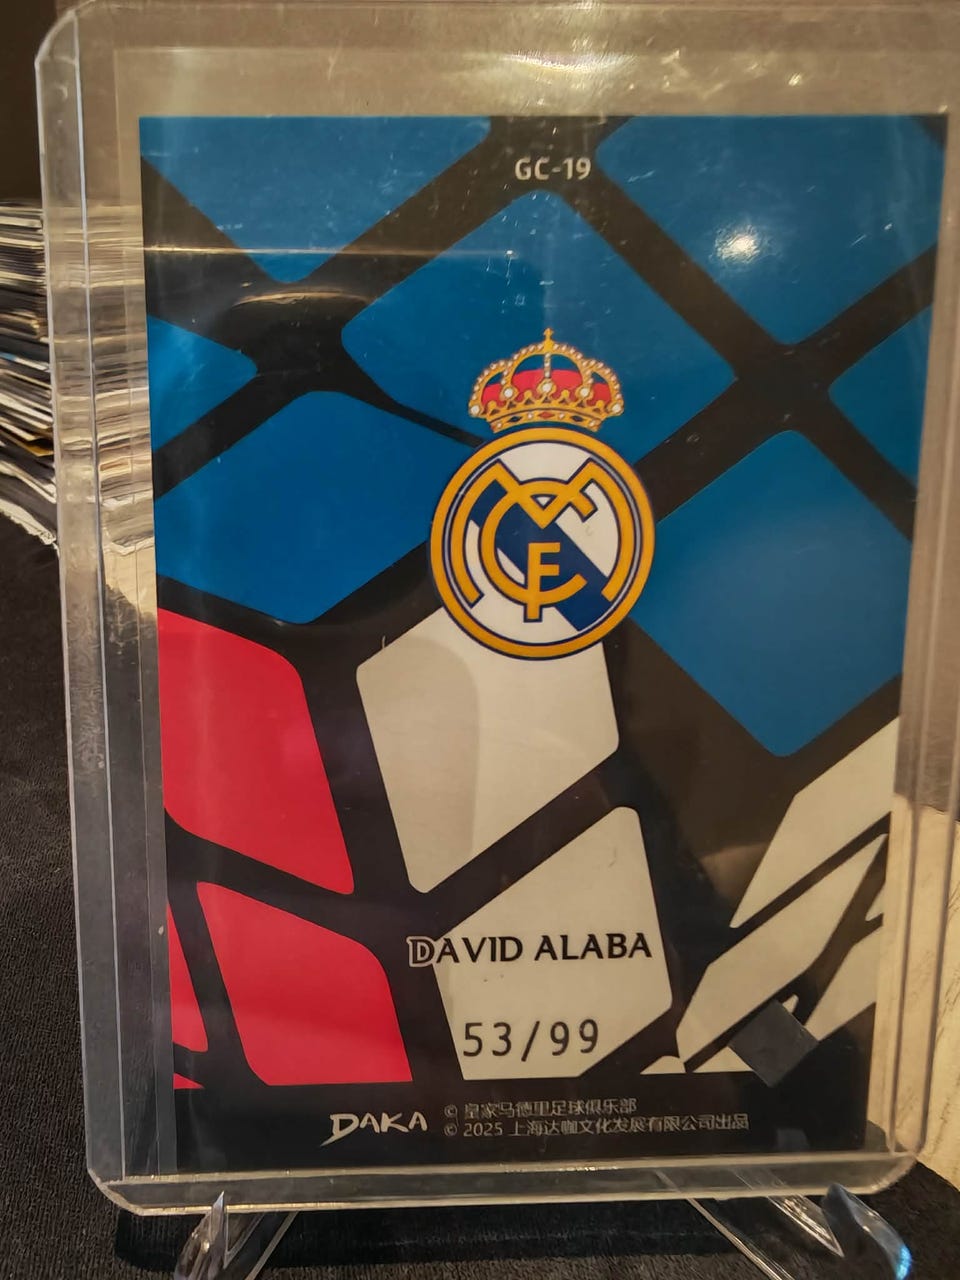 GC-19
DAVID ALABA
53/99
DAKA
© 皇家马德里足球俱乐部
© 2025 上海达咖文化发展有限公司出品